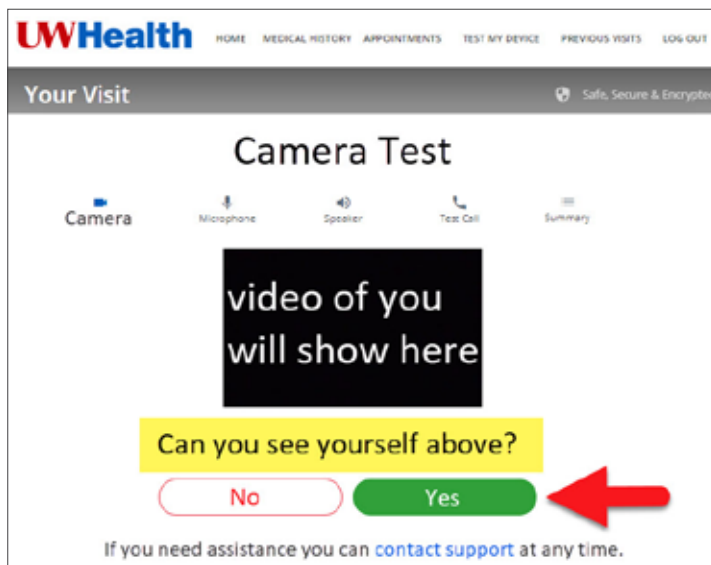 UWHealth HOME MEDICAL HISTORY APPOINTMENTS TEST MY DEVICE PREVIOUS VISITS LOG OUT
Your Visit Safe, Secure & Encrypted
Camera Test
Camera Microphone Speaker Test Call Summary
video of you
will show here
Can you see yourself above?
No Yes
If you need assistance you can contact support at any time.